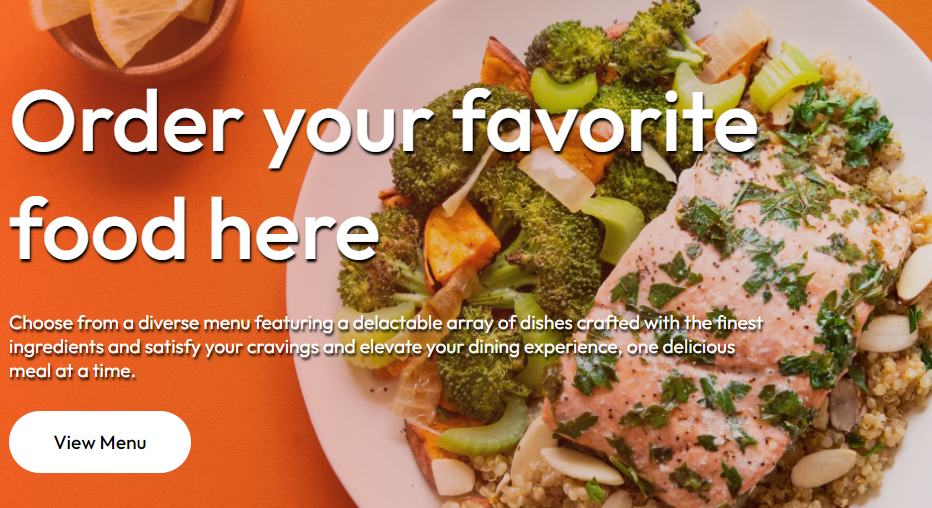 Order your favorite
food here
Choose from a diverse menu featuring a delactable array of dishes crafted with the finest
ingredients and satisfy your cravings and elevate your dining experience, one delicious
meal at a time.
View Menu